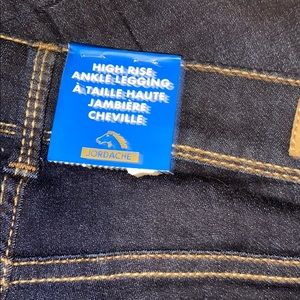 HIGH RISE
ANKLE LEGGING
À TAILLE HAUTE
JAMBIÈRE
CHEVILLE
JORDACHE